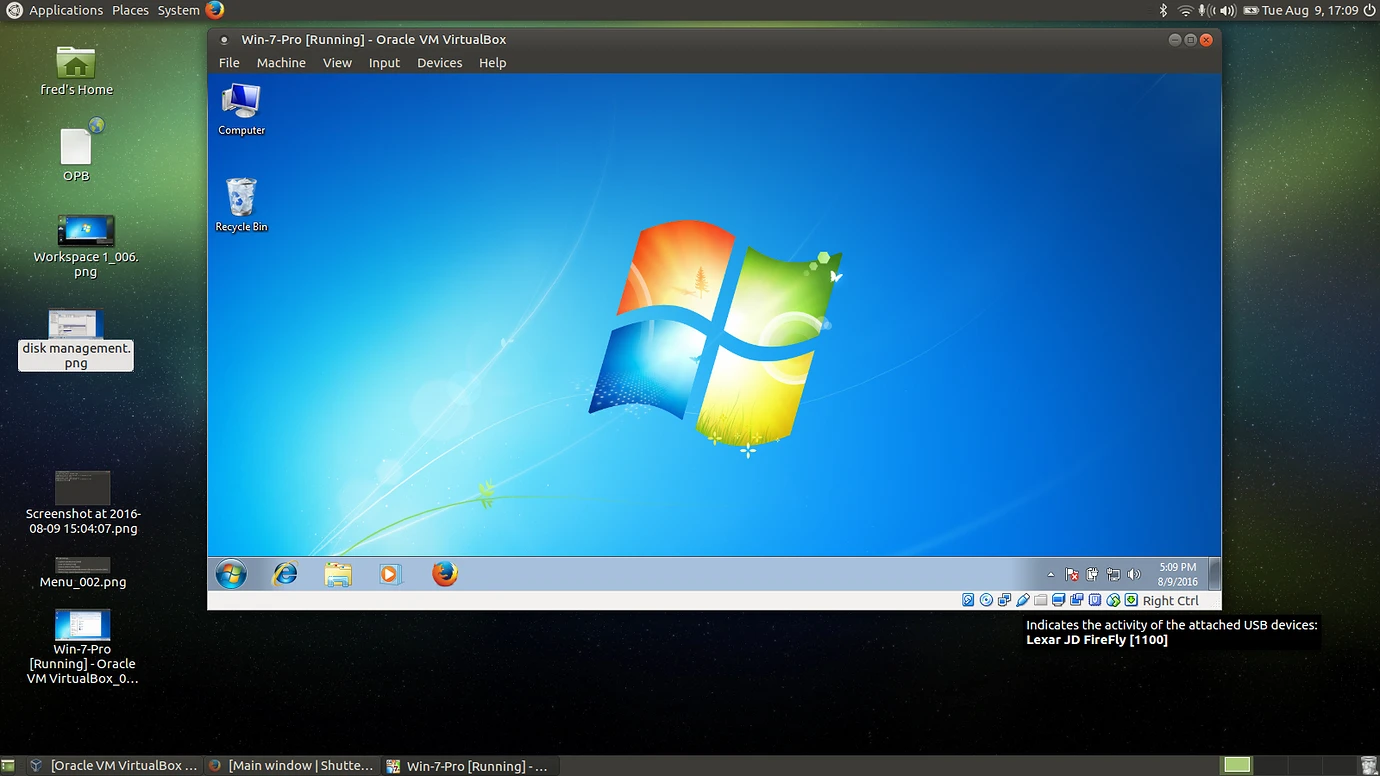 Applications Places System
Tue Aug 9, 17:09
Win-7-Pro [Running] - Oracle VM VirtualBox
File Machine View Input Devices Help
fred's Home
OPB
Workspace 1_006.
png
disk management.
png
Screenshot at 2016-
08-09 15:04:07.png
Menu_002.png
Win-7-Pro
[Running] - Oracle
VM VirtualBox_0...
Computer
Recycle Bin
5:09 PM
8/9/2016
Right Ctrl
Indicates the activity of the attached USB devices:
Lexar JD FireFly [1100]
[Oracle VM VirtualBox ...
[Main window | Shutte...
Win-7-Pro [Running] - ...